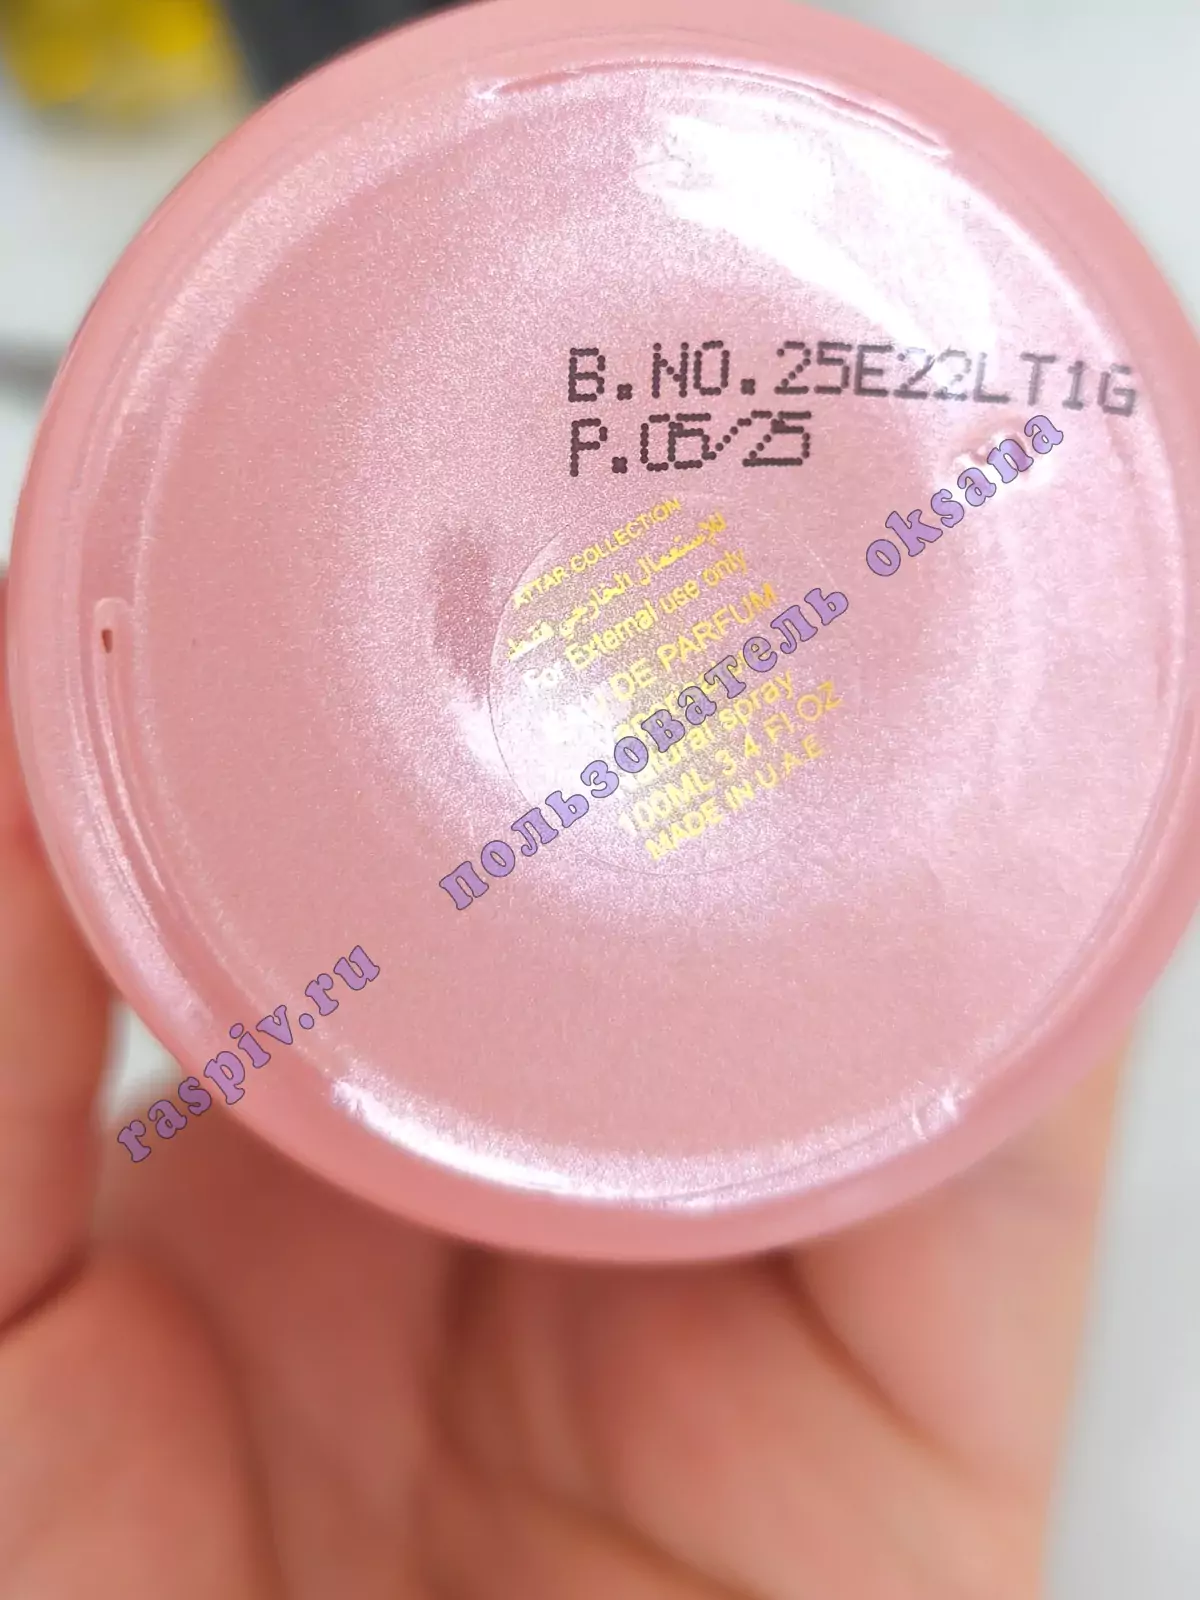 B.NO.25E22LT1G
P.05/25
ATTAR COLLECTION
للإستعمال الخارجي فقط
For External use only
DE PARFUM
Natural spray
100ML 3.4 Fl OZ
MADE IN U.A.E
raspiv.ru пользователь oksana